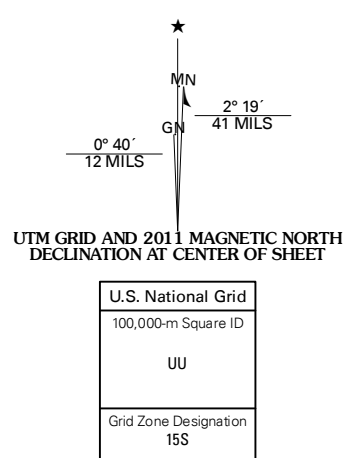 ★
MN
GN
2° 19´
41 MILS
0° 40´
12 MILS
UTM GRID AND 2011 MAGNETIC NORTH
DECLINATION AT CENTER OF SHEET
U.S. National Grid
100,000-m Square ID
UU
Grid Zone Designation
15S